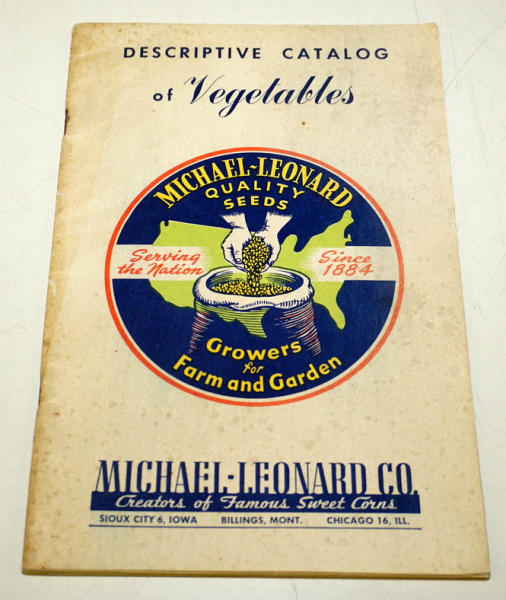 DESCRIPTIVE CATALOG
of Vegetables
MICHAEL-LEONARD
QUALITY
SEEDS
Serving
the Nation
Since
1884
Growers
for
Farm and Garden
MICHAEL-LEONARD CO.
Creators of Famous Sweet Corns
SIOUX CITY 6, IOWA BILLINGS, MONT. CHICAGO 16, ILL.